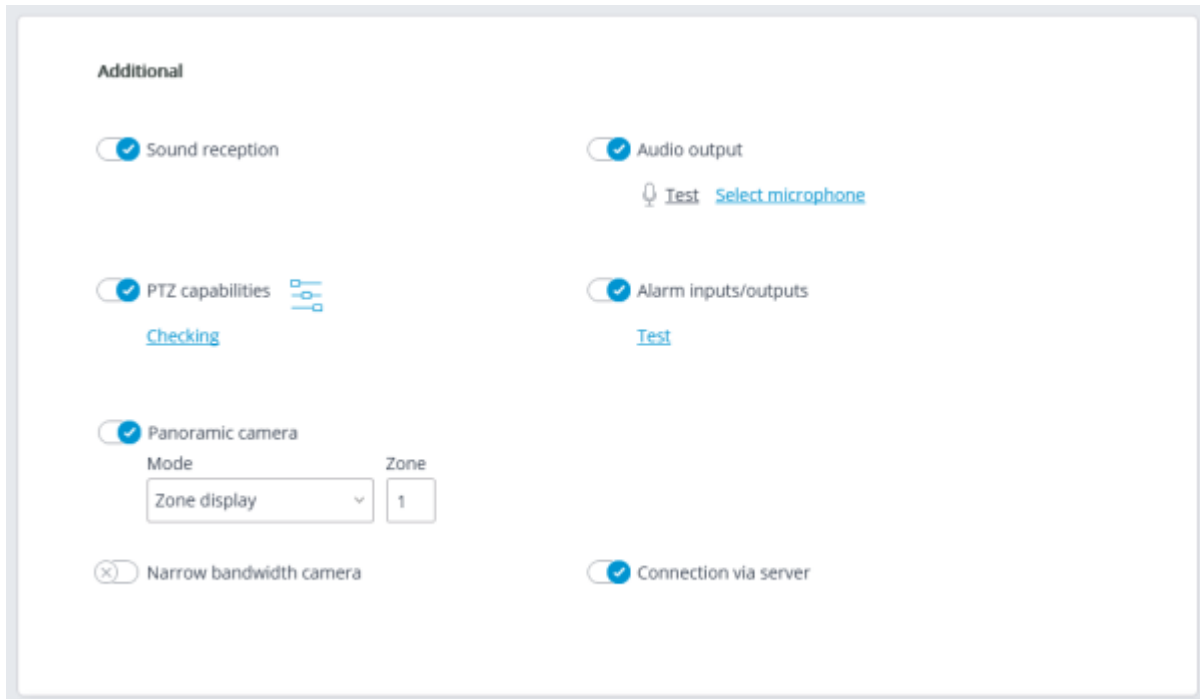 Additional
Sound reception
Audio output
Test Select microphone
PTZ capabilities
Alarm inputs/outputs
Checking
Test
Panoramic camera
Mode Zone
Zone display 1
Narrow bandwidth camera
Connection via server